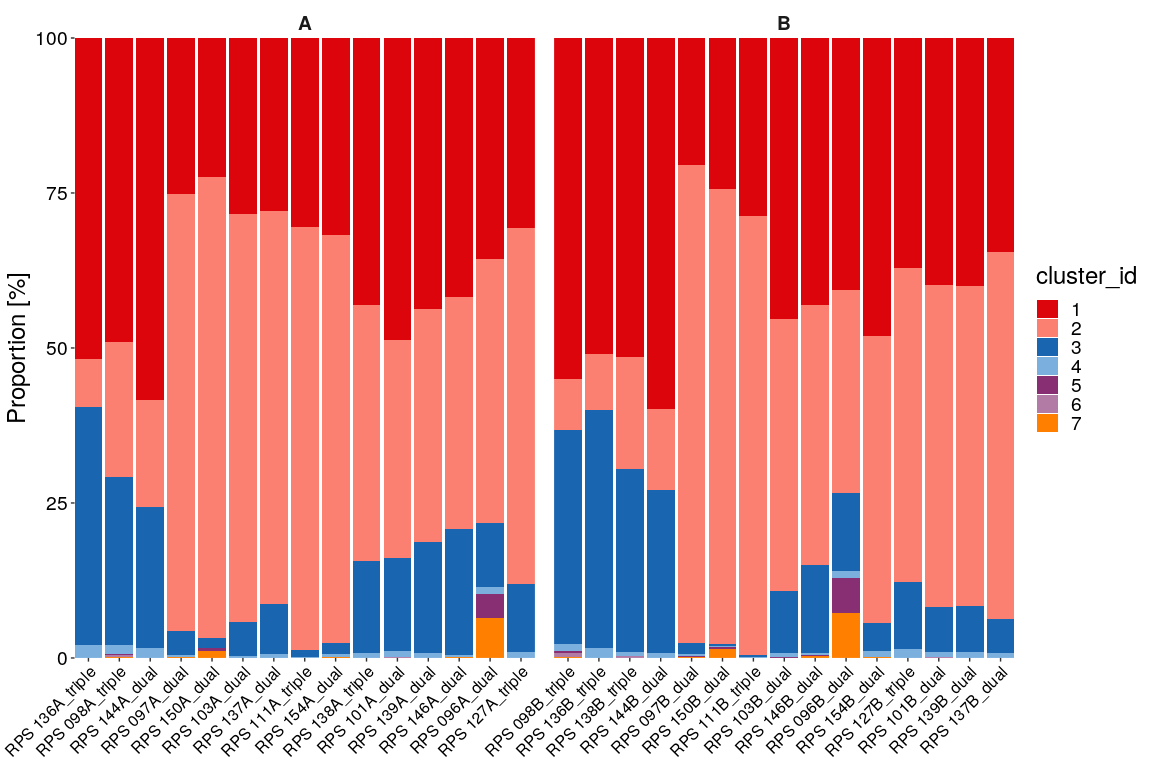 A
B
Proportion [%]
100
75
50
25
0
RPS 136A_triple
RPS 098A_triple
RPS 144A_dual
RPS 097A_dual
RPS 150A_dual
RPS 103A_dual
RPS 137A_dual
RPS 111A_triple
RPS 154A_dual
RPS 138A_triple
RPS 101A_dual
RPS 139A_dual
RPS 146A_dual
RPS 096A_dual
RPS 127A_triple
RPS 098B_triple
RPS 136B_triple
RPS 138B_triple
RPS 144B_dual
RPS 097B_dual
RPS 150B_dual
RPS 111B_triple
RPS 103B_dual
RPS 146B_dual
RPS 096B_dual
RPS 154B_dual
RPS 127B_triple
RPS 101B_dual
RPS 139B_dual
RPS 137B_dual
cluster_id
1
2
3
4
5
6
7